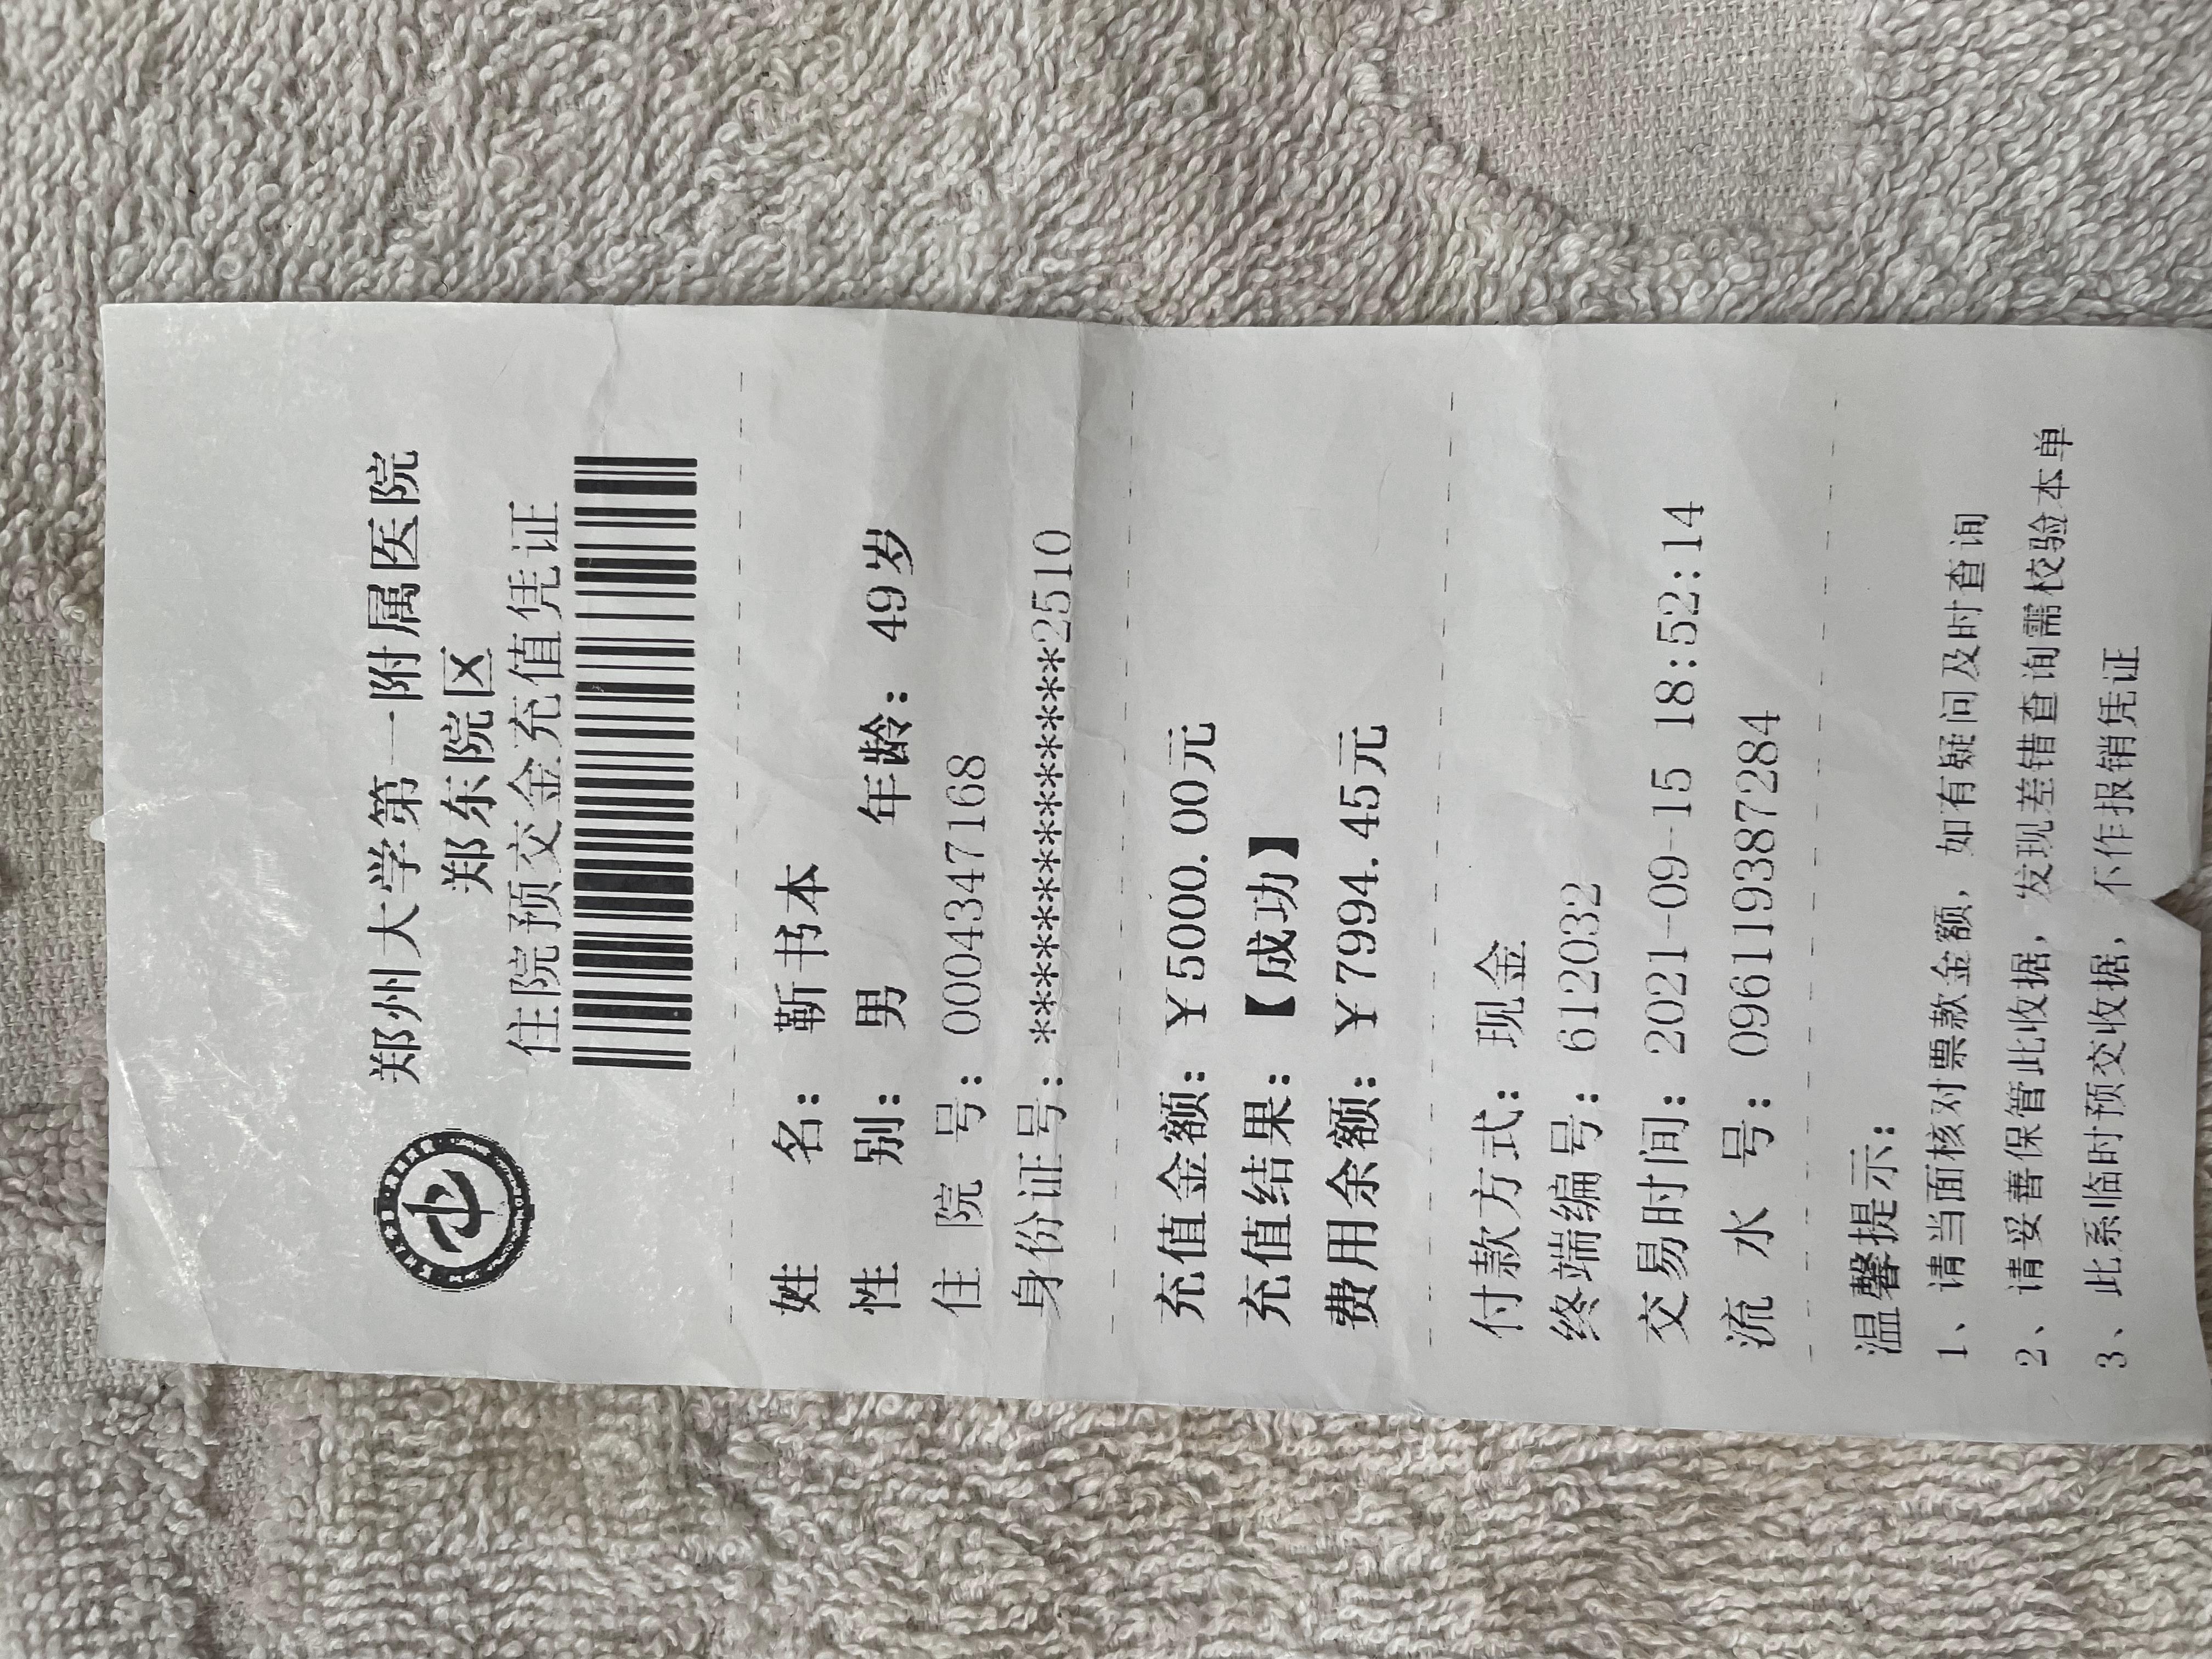 郑州大学第一附属医院
郑东院区
住院预交金充值凭证
姓 名: 靳书本
性 别: 男 年龄: 49岁
住 院 号: 0004347168
身份证号: **************2510
充值金额: ￥5000.00元
充值结果: 【成功】
费用余额: ￥7994.45元
付款方式: 现金
终端编号: 612032
交易时间: 2021-09-15 18:52:14
流 水 号: 0961193872​84
温馨提示:
1、请当面核对票款金额, 如有疑问及时查询
2、请妥善保管此收据, 发现差错查询需校验本单
3、此系临时预交收据, 不作报销凭证